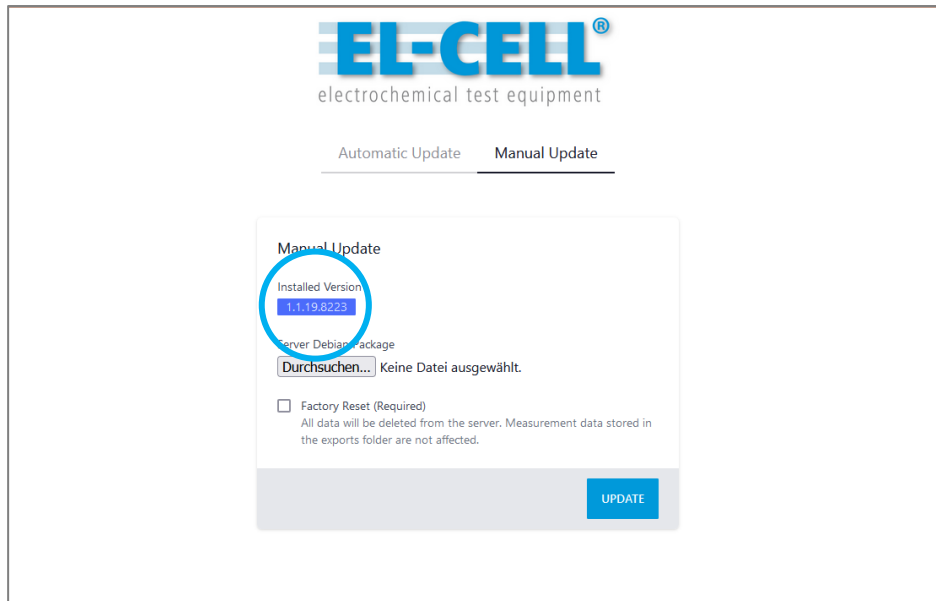 EL-CELL®
electrochemical test equipment
Automatic Update Manual Update
Manual Update
Installed Version
1.1.19.8223
Server Debian Package
Durchsuchen... Keine Datei ausgewählt.
Factory Reset (Required)
All data will be deleted from the server. Measurement data stored in
the exports folder are not affected.
UPDATE